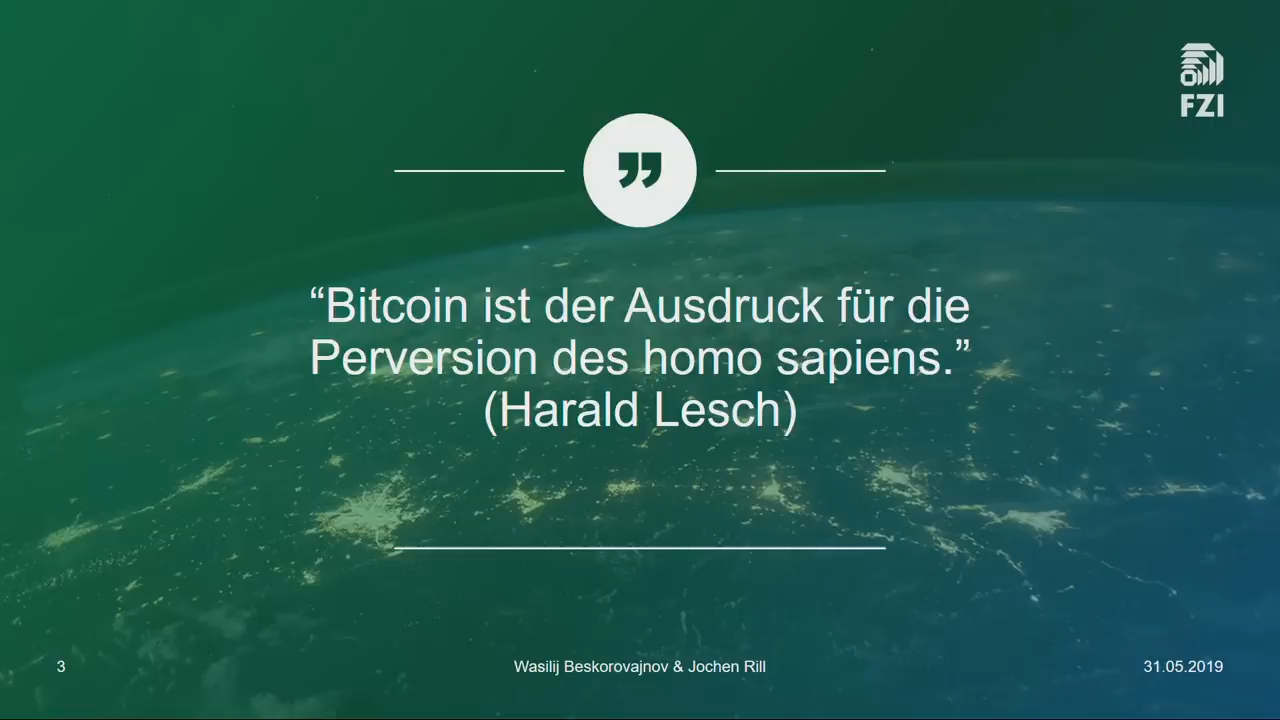 FZI
“Bitcoin ist der Ausdruck für die
Perversion des homo sapiens.”
(Harald Lesch)
3
Wasilij Beskorovajnov & Jochen Rill
31.05.2019